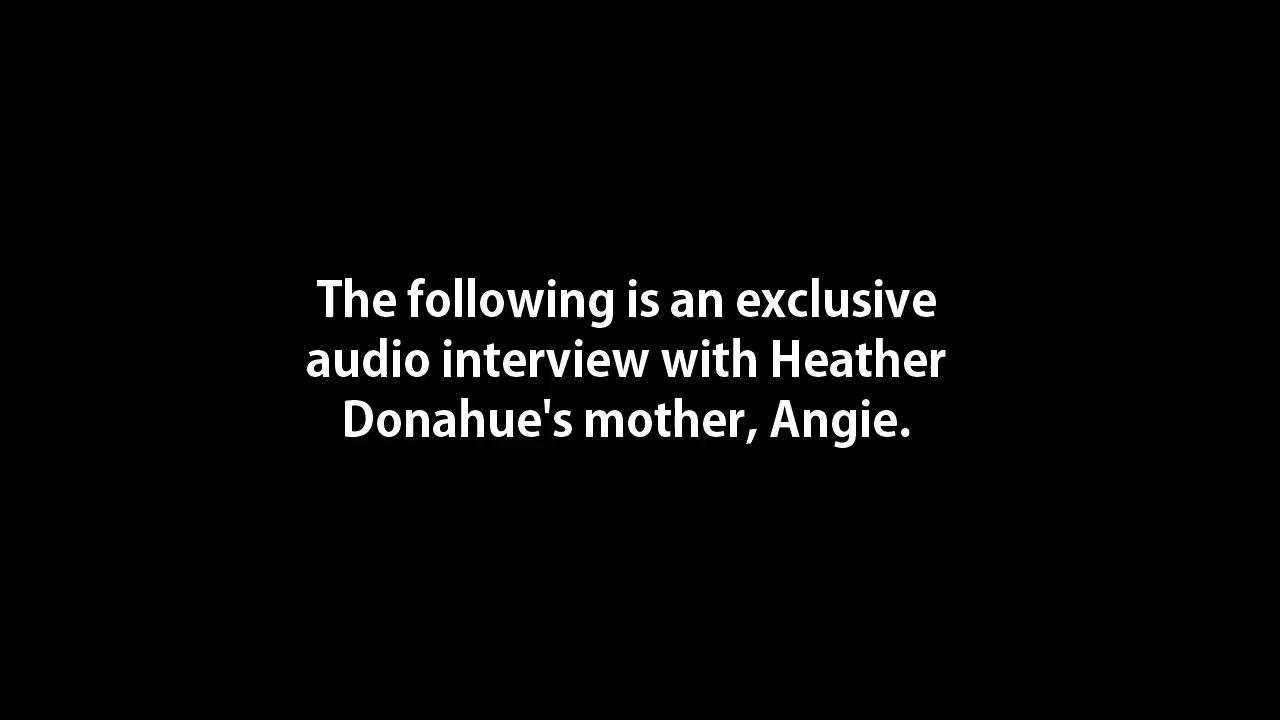 The following is an exclusive
audio interview with Heather
Donahue's mother, Angie.